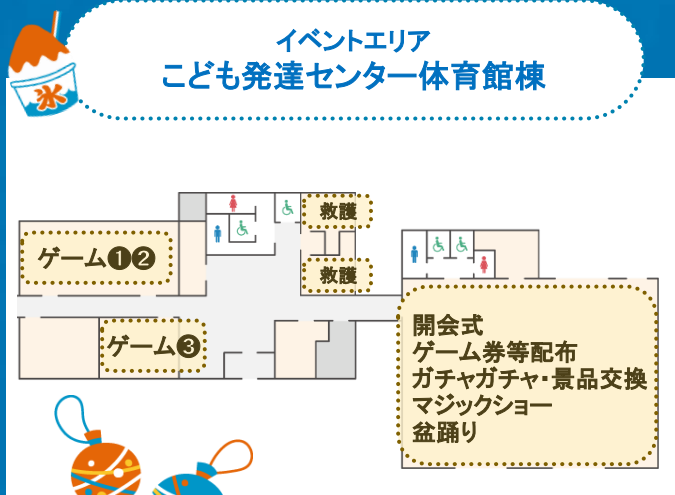 イベントエリア
こども発達センター体育館棟
氷
救護
ゲーム❶❷
救護
ゲーム❸
開会式
ゲーム券等配布
ガチャガチャ・景品交換
マジックショー
盆踊り